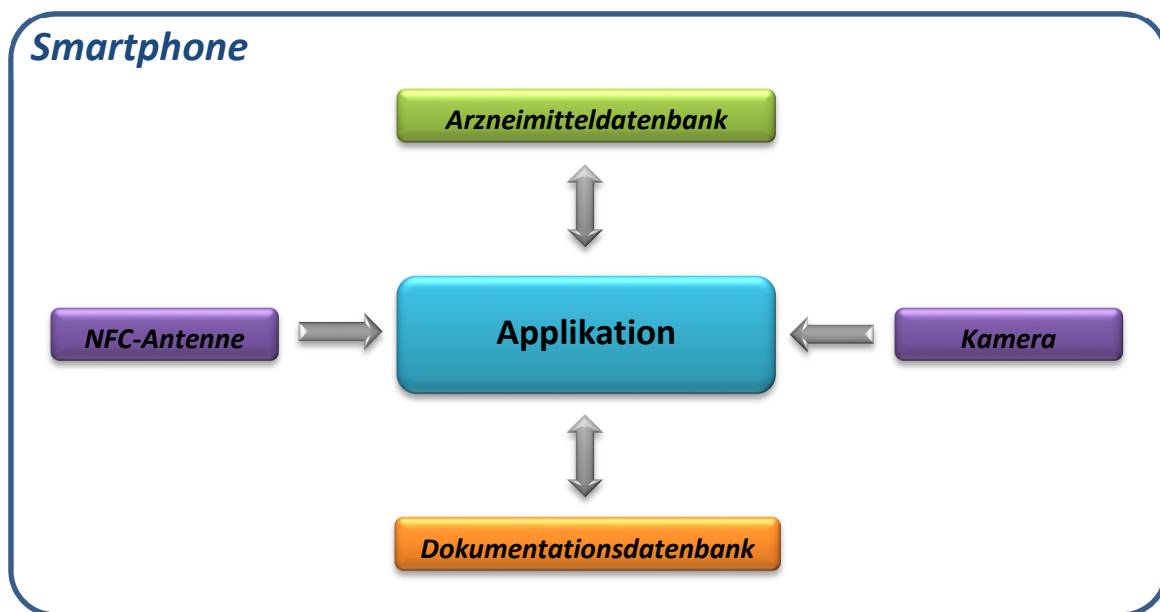 Smartphone
Arzneimitteldatenbank
NFC-Antenne
Applikation
Kamera
Dokumentationsdatenbank